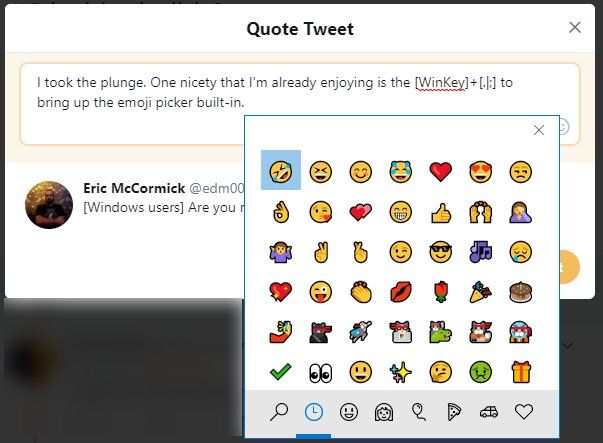 Quote Tweet
I took the plunge. One nicety that I'm already enjoying is the [WinKey]+[.|;] to
bring up the emoji picker built-in.
Eric McCormick @edm00
[Windows users] Are you